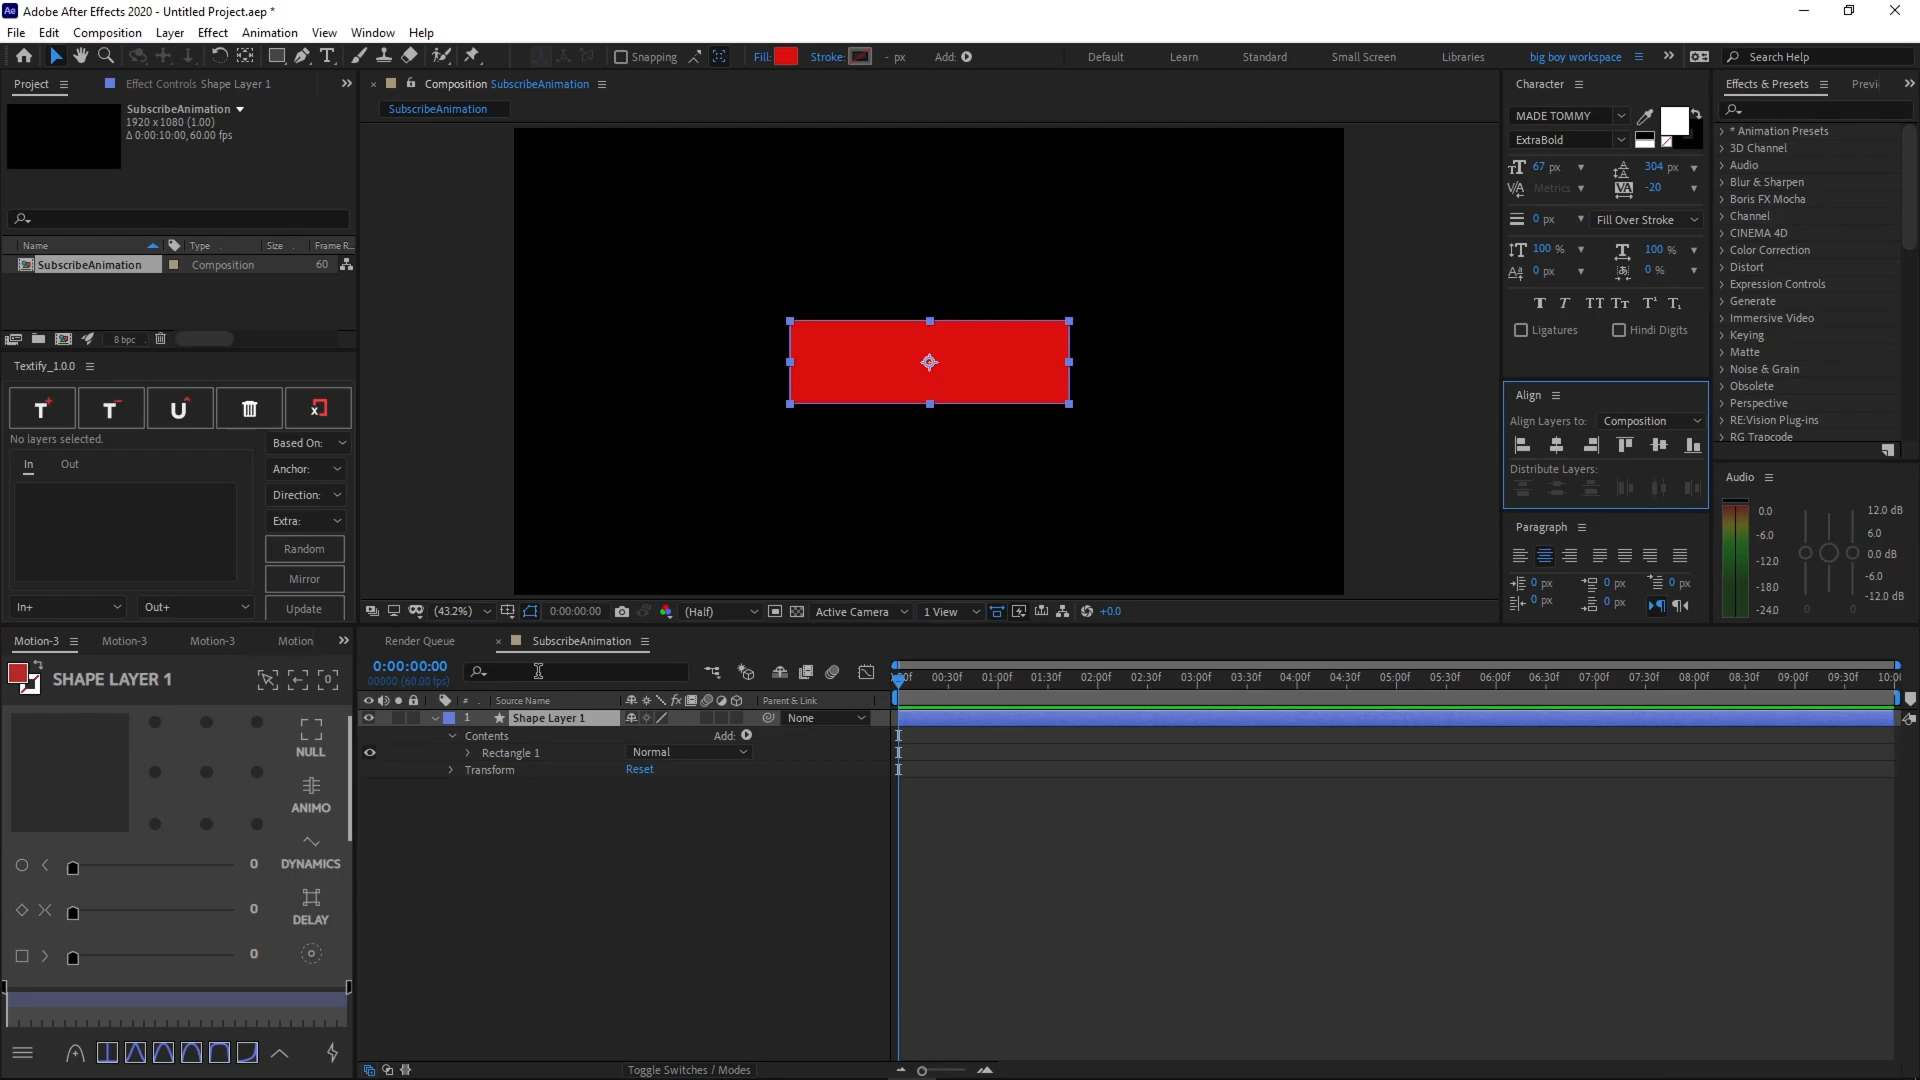 Ae Adobe After Effects 2020 - Untitled Project.aep *
File Edit Composition Layer Effect Animation View Window Help
Snapping Fill: Stroke: - px Add: Default Learn Standard Small Screen Libraries big boy workspace Search Help
Project Effect Controls Shape Layer 1
SubscribeAnimation
1920 x 1080 (1.00)
Δ 0:00:10:00, 60.00 fps
Name Type Size Frame R...
SubscribeAnimation Composition 60
8 bpc
Textify_1.0.0
No layers selected.
Based On:
In Out
Anchor:
Direction:
Extra:
Random
Mirror
In+ Out+ Update
Composition SubscribeAnimation
SubscribeAnimation
(43.2%) 0:00:00:00 (Half) Active Camera 1 View +0.0
Character
MADE TOMMY
ExtraBold
67 px 304 px
Metrics -20
0 px Fill Over Stroke
100 % 100 %
0 px 0 %
T T TT Tt T¹ T₁
Ligatures Hindi Digits
Align
Align Layers to: Composition
Distribute Layers:
Paragraph
0 px 0 px 0 px
0 px 0 px
Effects & Presets Previ
* Animation Presets
3D Channel
Audio
Blur & Sharpen
Boris FX Mocha
Channel
CINEMA 4D
Color Correction
Distort
Expression Controls
Generate
Immersive Video
Keying
Matte
Noise & Grain
Obsolete
Perspective
RE:Vision Plug-ins
RG Trapcode
Audio
0.0 12.0 dB
-6.0 6.0
-12.0 0.0 dB
-18.0 -6.0
-24.0 0 0 -12.0 dB
Motion-3 Motion-3 Motion-3 Motion
SHAPE LAYER 1
NULL
ANIMO
DYNAMICS
DELAY
0
0
0
Render Queue SubscribeAnimation
0:00:00:00
00000 (60.00 fps)
:00f 00:30f 01:00f 01:30f 02:00f 02:30f 03:00f 03:30f 04:00f 04:30f 05:00f 05:30f 06:00f 06:30f 07:00f 07:30f 08:00f 08:30f 09:00f 09:30f 10:0
# Source Name fx Parent & Link
1 Shape Layer 1 None
Contents Add:
Rectangle 1 Normal
Transform Reset
Toggle Switches / Modes